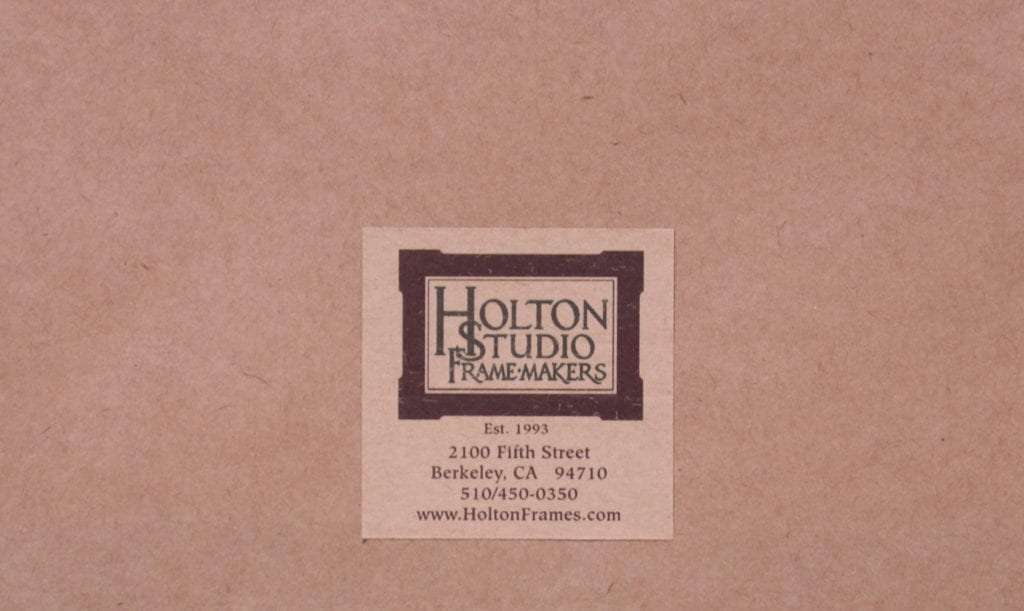 HOLTON
STUDIO
FRAME·MAKERS
Est. 1993
2100 Fifth Street
Berkeley, CA 94710
510/450-0350
www.HoltonFrames.com